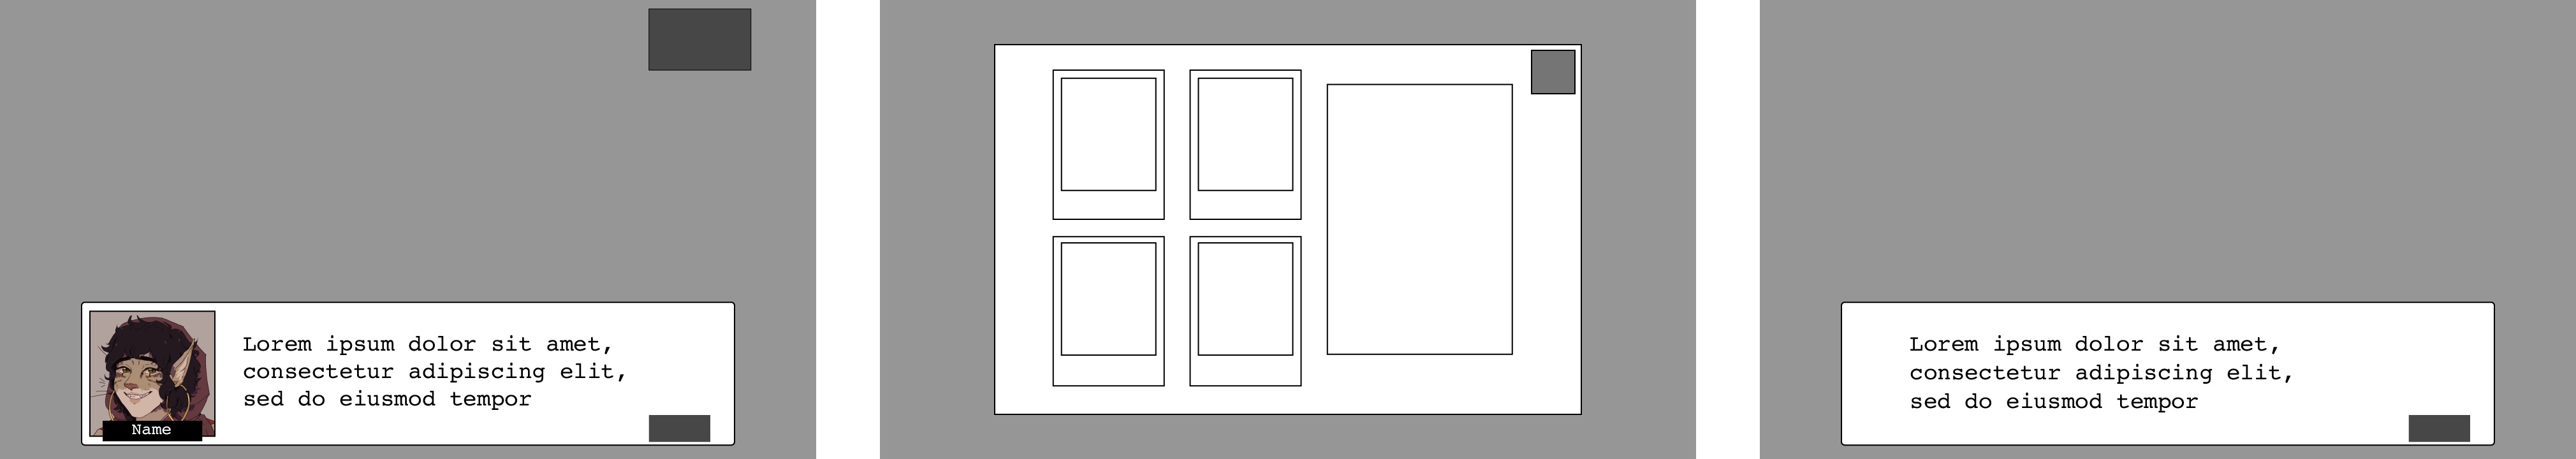 Lorem ipsum dolor sit amet,
consectetur adipiscing elit,
sed do eiusmod tempor
Name
Lorem ipsum dolor sit amet,
consectetur adipiscing elit,
sed do eiusmod tempor